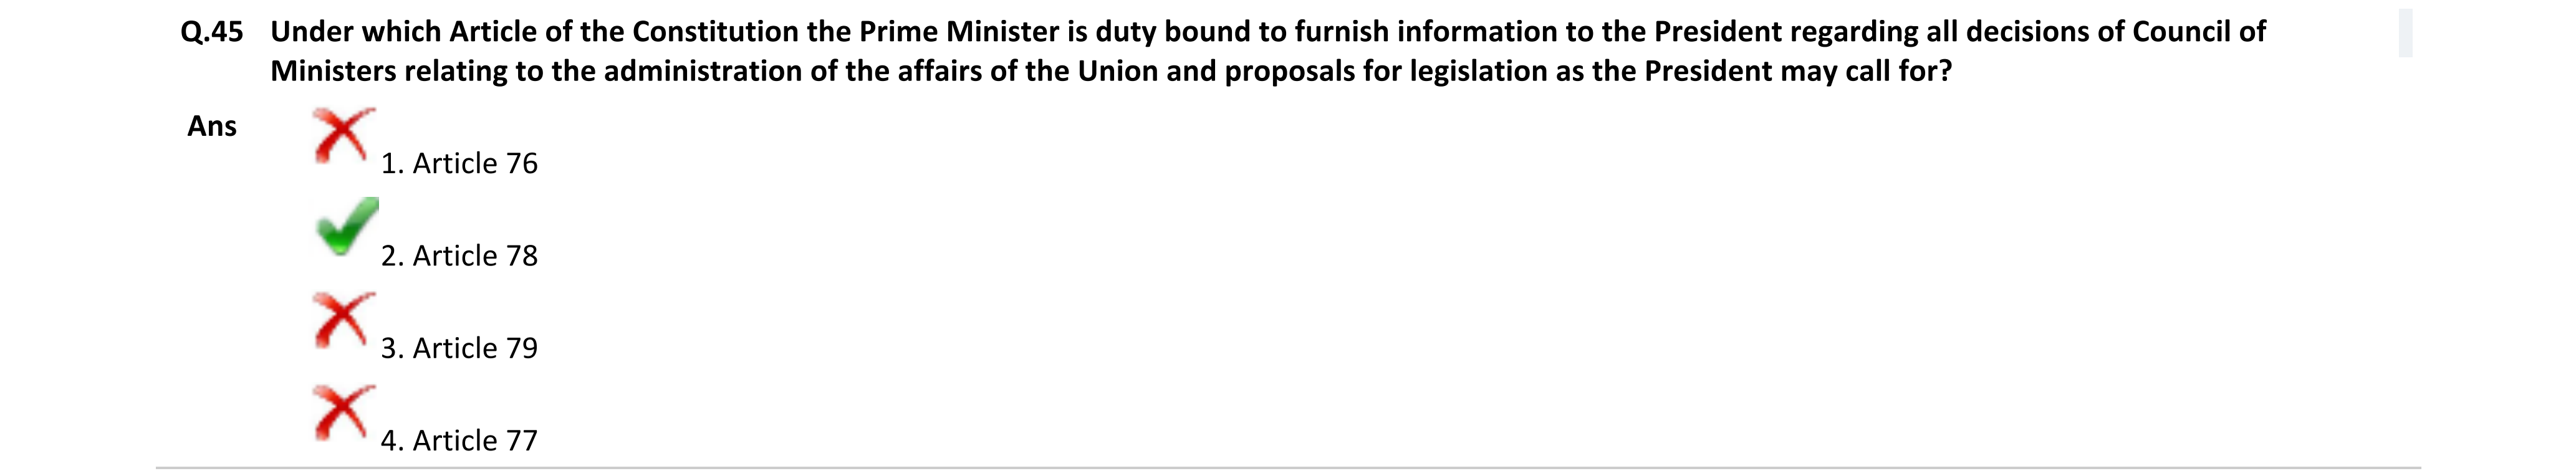 Q.45 Under which Article of the Constitution the Prime Minister is duty bound to furnish information to the President regarding all decisions of Council of
Ministers relating to the administration of the affairs of the Union and proposals for legislation as the President may call for?
Ans
1. Article 76
2. Article 78
3. Article 79
4. Article 77